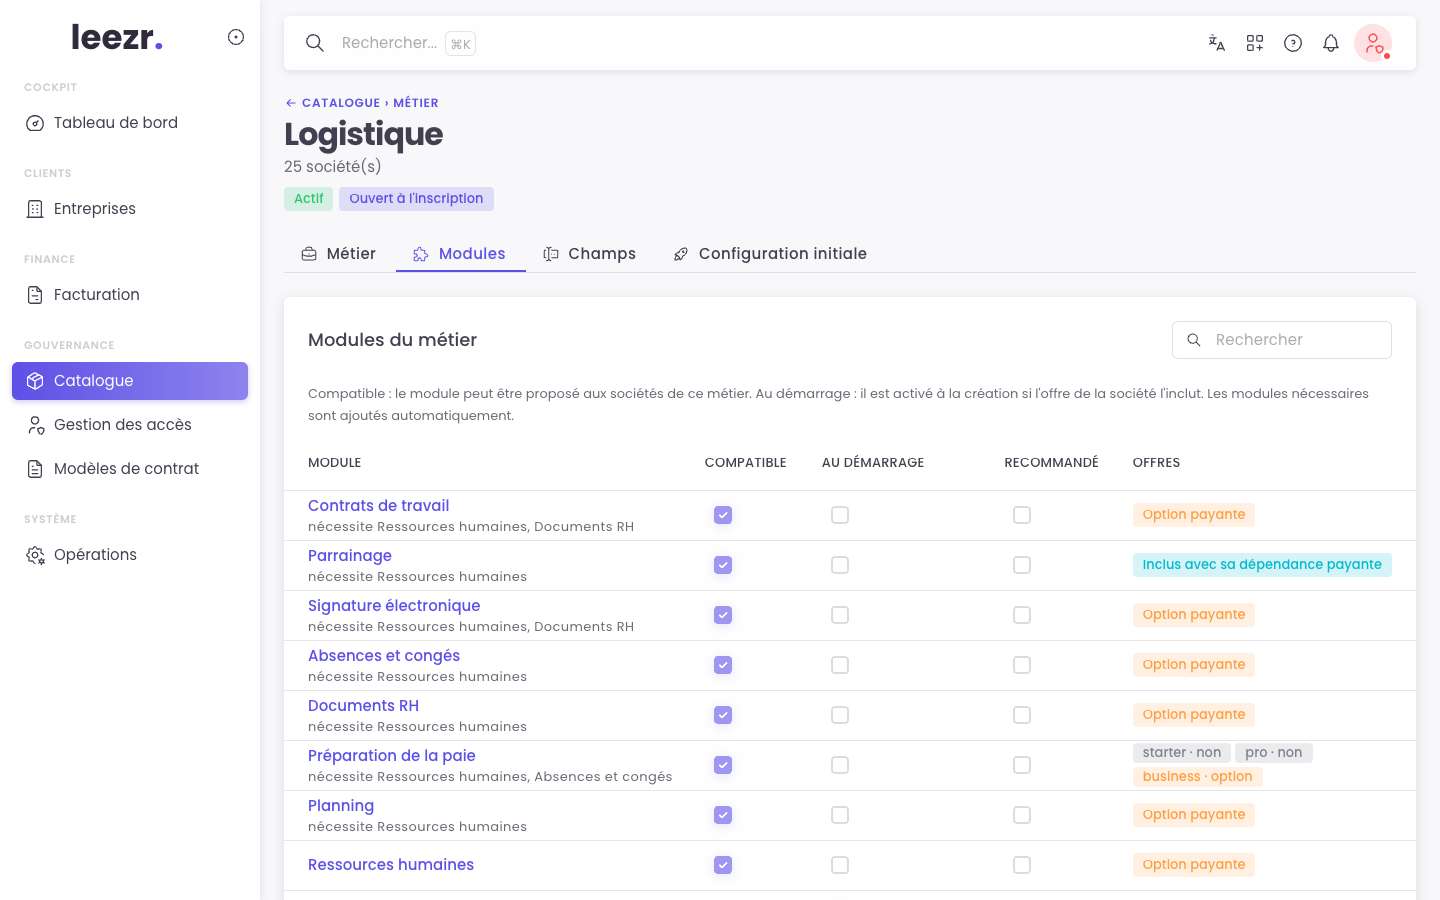 leezr.
COCKPIT
Tableau de bord
CLIENTS
Entreprises
FINANCE
Facturation
GOUVERNANCE
Catalogue
Gestion des accès
Modèles de contrat
SYSTÈME
Opérations
Rechercher... ⌘K
← CATALOGUE › MÉTIER
Logistique
25 société(s)
Actif Ouvert à l'inscription
Métier Modules Champs Configuration initiale
Modules du métier
Rechercher
Compatible : le module peut être proposé aux sociétés de ce métier. Au démarrage : il est activé à la création si l'offre de la société l'inclut. Les modules nécessaires
sont ajoutés automatiquement.
MODULE COMPATIBLE AU DÉMARRAGE RECOMMANDÉ OFFRES
Contrats de travail
nécessite Ressources humaines, Documents RH
Option payante
Parrainage
nécessite Ressources humaines
Inclus avec sa dépendance payante
Signature électronique
nécessite Ressources humaines, Documents RH
Option payante
Absences et congés
nécessite Ressources humaines
Option payante
Documents RH
nécessite Ressources humaines
Option payante
Préparation de la paie
nécessite Ressources humaines, Absences et congés
starter · non pro · non
business · option
Planning
nécessite Ressources humaines
Option payante
Ressources humaines
Option payante